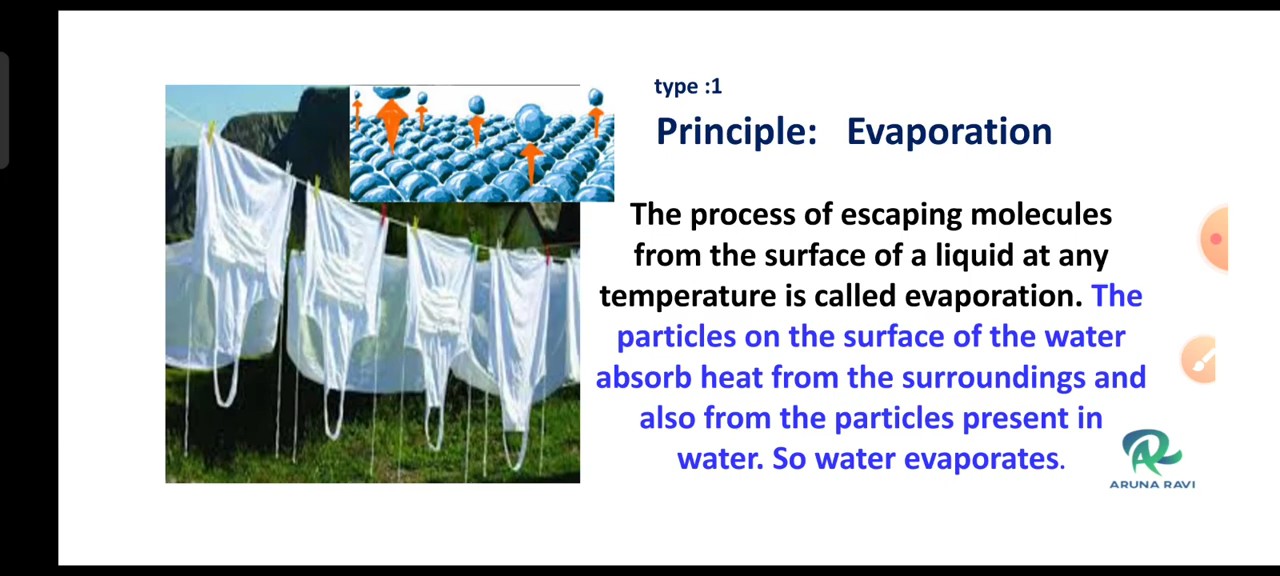 type :1
Principle: Evaporation
The process of escaping molecules
from the surface of a liquid at any
temperature is called evaporation. The
particles on the surface of the water
absorb heat from the surroundings and
also from the particles present in
water. So water evaporates.
ARUNA RAVI